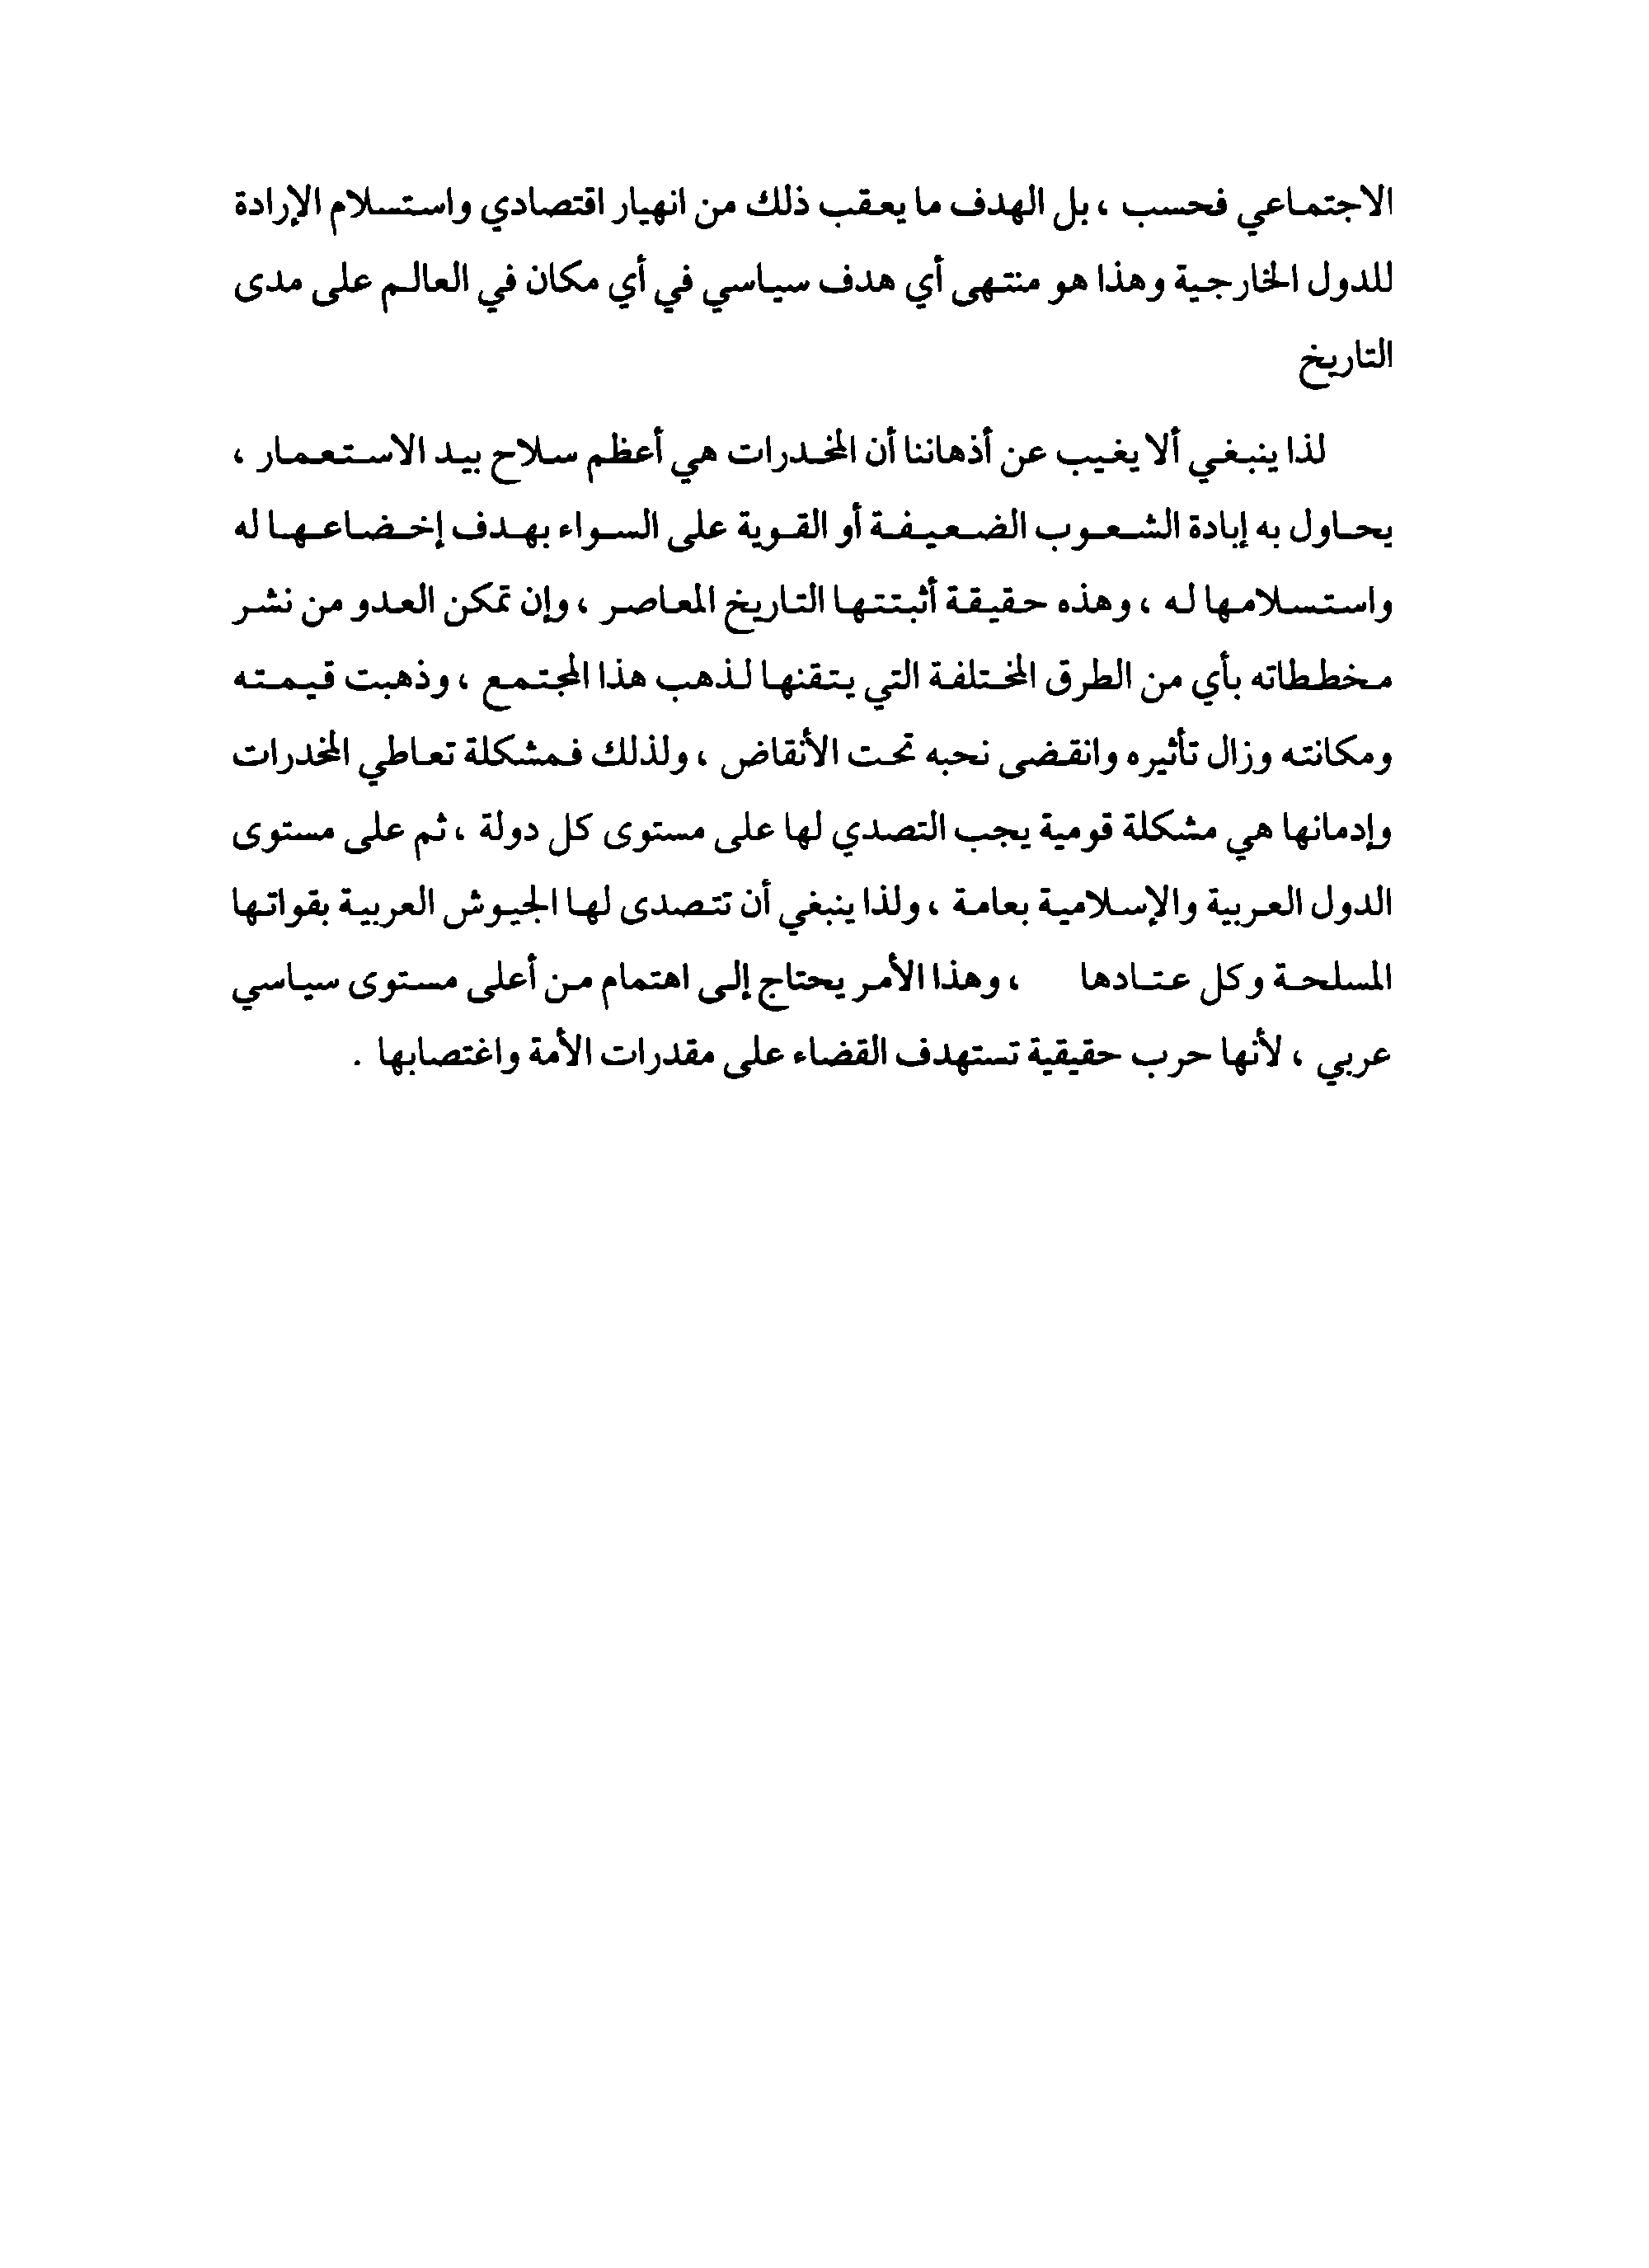 الاجتماعي فحسب ، بل الهدف ما يعقب ذلك من انهيار اقتصادي واستسلام الإرادة
للدول الخارجية وهذا هو منتهى أي هدف سياسي في أي مكان في العالم على مدى
التاريخ
لذا ينبغي ألا يغيب عن أذهاننا أن المخدرات هي أعظم سلاح بيد الاستعمار ،
يحاول به إبادة الشعوب الضعيفة أو القوية على السواء بهدف إخضاعها له
واستسلامها له ، وهذه حقيقة أثبتتها التاريخ المعاصر ، وإن تمكن العدو من نشر
مخططاته بأي من الطرق المختلفة التي يتقنها لذهب هذا المجتمع ، وذهبت قيمته
ومكانته وزال تأثيره وانقضى نحبه تحت الأنقاض ، ولذلك فمشكلة تعاطي المخدرات
وإدمانها هي مشكلة قومية يجب التصدي لها على مستوى كل دولة ، ثم على مستوى
الدول العربية والإسلامية بعامة ، ولذا ينبغي أن تتصدى لها الجيوش العربية بقواتها
المسلحة وكل عتادها ، وهذا الأمر يحتاج إلى اهتمام من أعلى مستوى سياسي
عربي ، لأنها حرب حقيقية تستهدف القضاء على مقدرات الأمة واغتصابها .